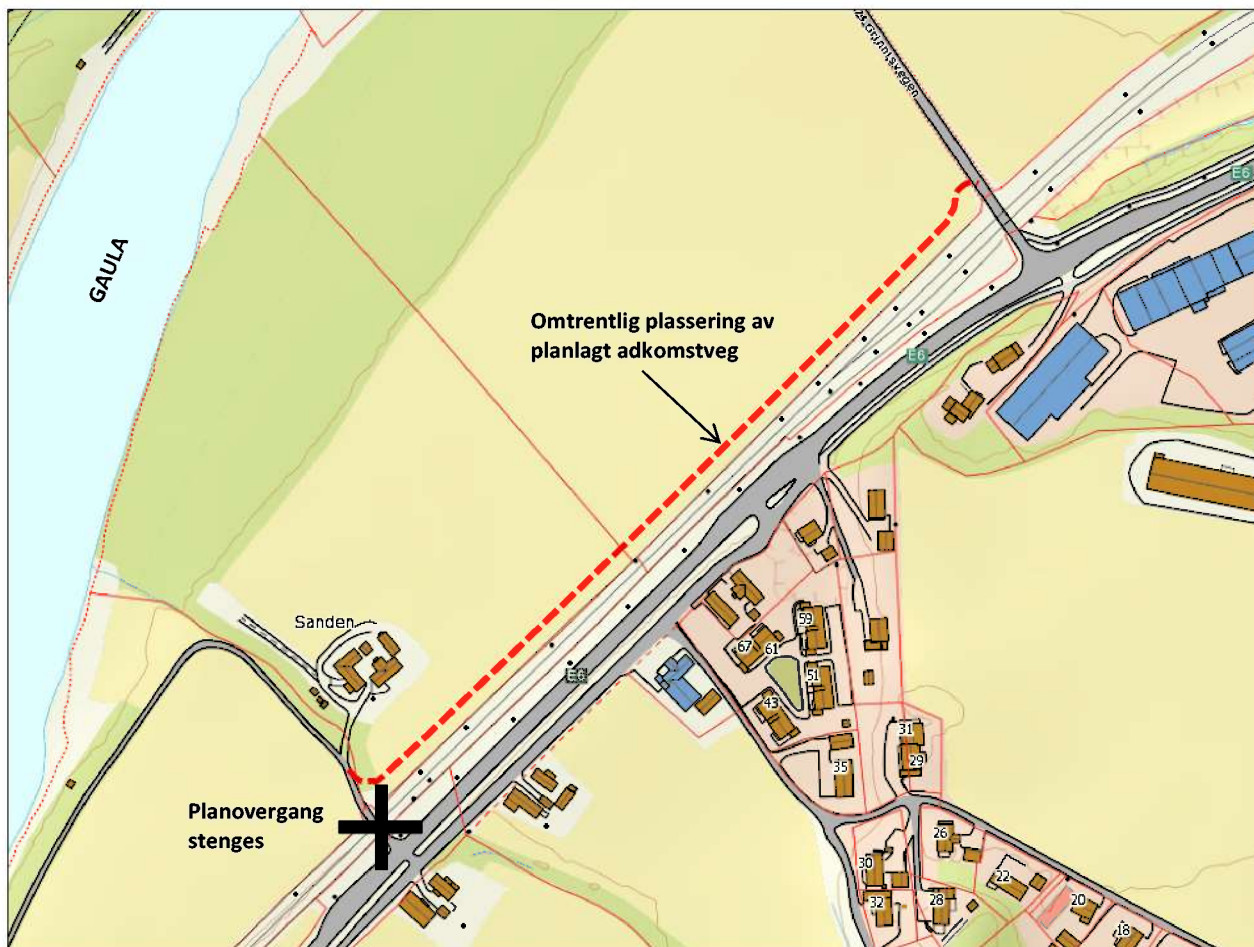 E6
GAULA
Omtrentlig plassering av
planlagt adkomstveg
E6
59
Sanden
67
61
E6
51
43
31
35
29
Planovergang
stenges
26
30
22
32
28
20
18